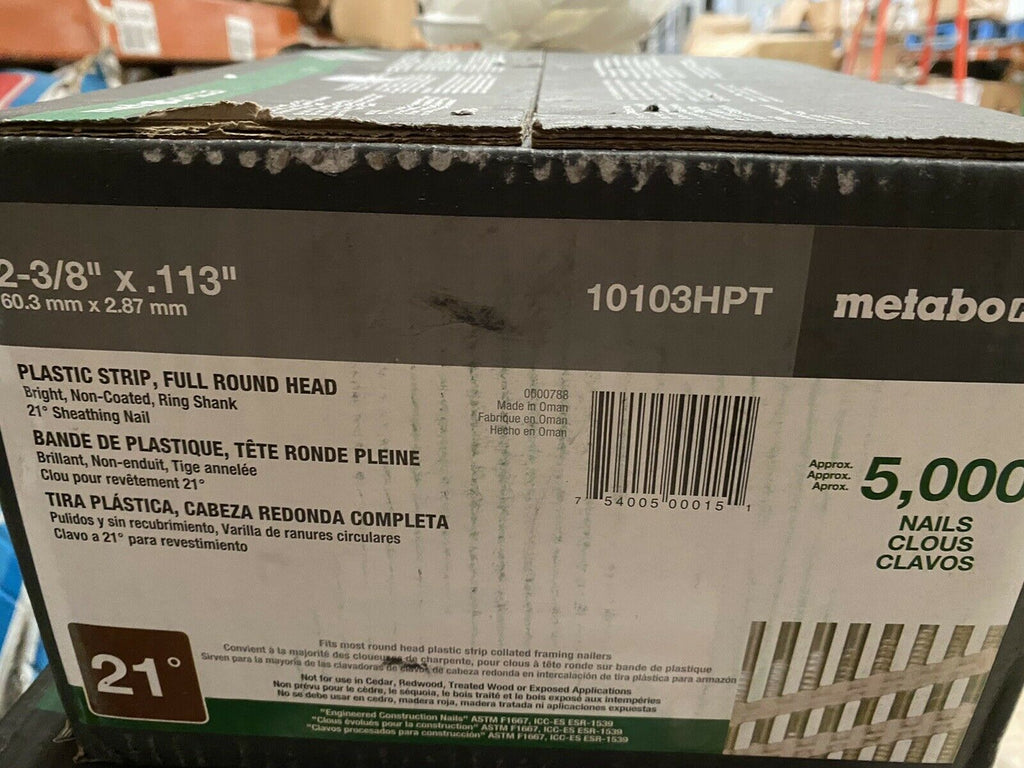 2-3/8" x .113"
60.3 mm x 2.87 mm
10103HPT
metabo
PLASTIC STRIP, FULL ROUND HEAD
Bright, Non-Coated, Ring Shank
21° Sheathing Nail
BANDE DE PLASTIQUE, TÊTE RONDE PLEINE
Brillant, Non-enduit, Tige annelée
Clou pour revêtement 21°
TIRA PLÁSTICA, CABEZA REDONDA COMPLETA
Pulidos y sin recubrimiento, Varilla de ranures circulares
Clavo a 21° para revestimiento
0000788
Made in Oman
Fabrique en Oman
Hecho en Oman
7 54005 00015 1
Approx.
Approx.
Aprox.
5,000
NAILS
CLOUS
CLAVOS
21°
Fits most round head plastic strip collated framing nailers
Convient à la majorité des cloueuses de charpente, pour clous à tête ronde sur bande de plastique
Sirven para la mayoría de las clavadoras de clavos de cabeza redonda en intercalación de tira plástica para armazón
Not for use in Cedar, Redwood, Treated Wood or Exposed Applications
Non prévu pour le cèdre, le séquoia, le bois traité et le bois exposé aux intempéries
No se debe usar en cedro, madera roja, madera tratada ni aplicaciones expuestas
"Engineered Construction Nails" ASTM F1667, ICC-ES ESR-1539
"Clous évolués pour la construction" ASTM F1667, ICC-ES ESR-1539
"Clavos procesados para construcción" ASTM F1667, ICC-ES ESR-1539